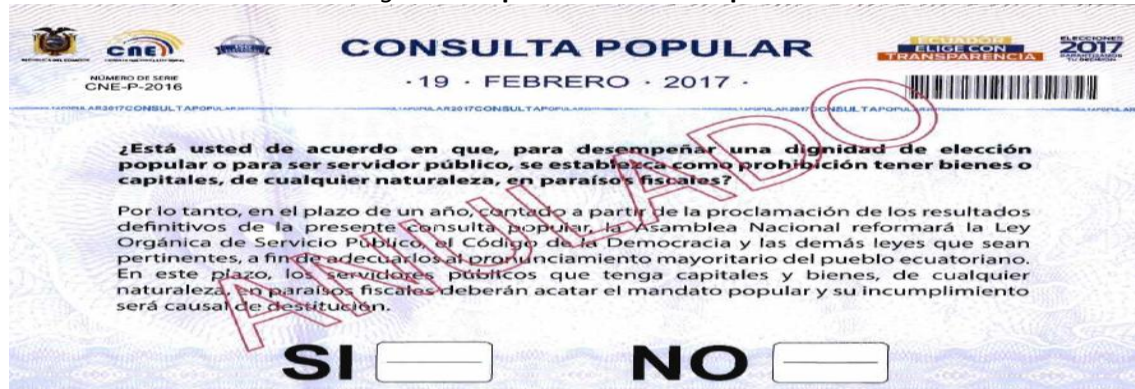 CONSULTA POPULAR
· 19 · FEBRERO · 2017 ·
cne
NÚMERO DE SERIE
CNE-P-2016
ECUADOR
ELIGE CON
TRANSPARENCIA
ELECCIONES
2017
GARANTIZAMOS
TU DECISIÓN
¿Está usted de acuerdo en que, para desempeñar una dignidad de elección
popular o para ser servidor público, se establezca como prohibición tener bienes o
capitales, de cualquier naturaleza, en paraísos fiscales?
Por lo tanto, en el plazo de un año, contado a partir de la proclamación de los resultados
definitivos de la presente consulta popular, la Asamblea Nacional reformará la Ley
Orgánica de Servicio Público, el Código de la Democracia y las demás leyes que sean
pertinentes, a fin de adecuarlos al pronunciamiento mayoritario del pueblo ecuatoriano.
En este plazo, los servidores públicos que tenga capitales y bienes, de cualquier
naturaleza, en paraísos fiscales deberán acatar el mandato popular y su incumplimiento
será causal de destitución.
ANULADO
SI
NO